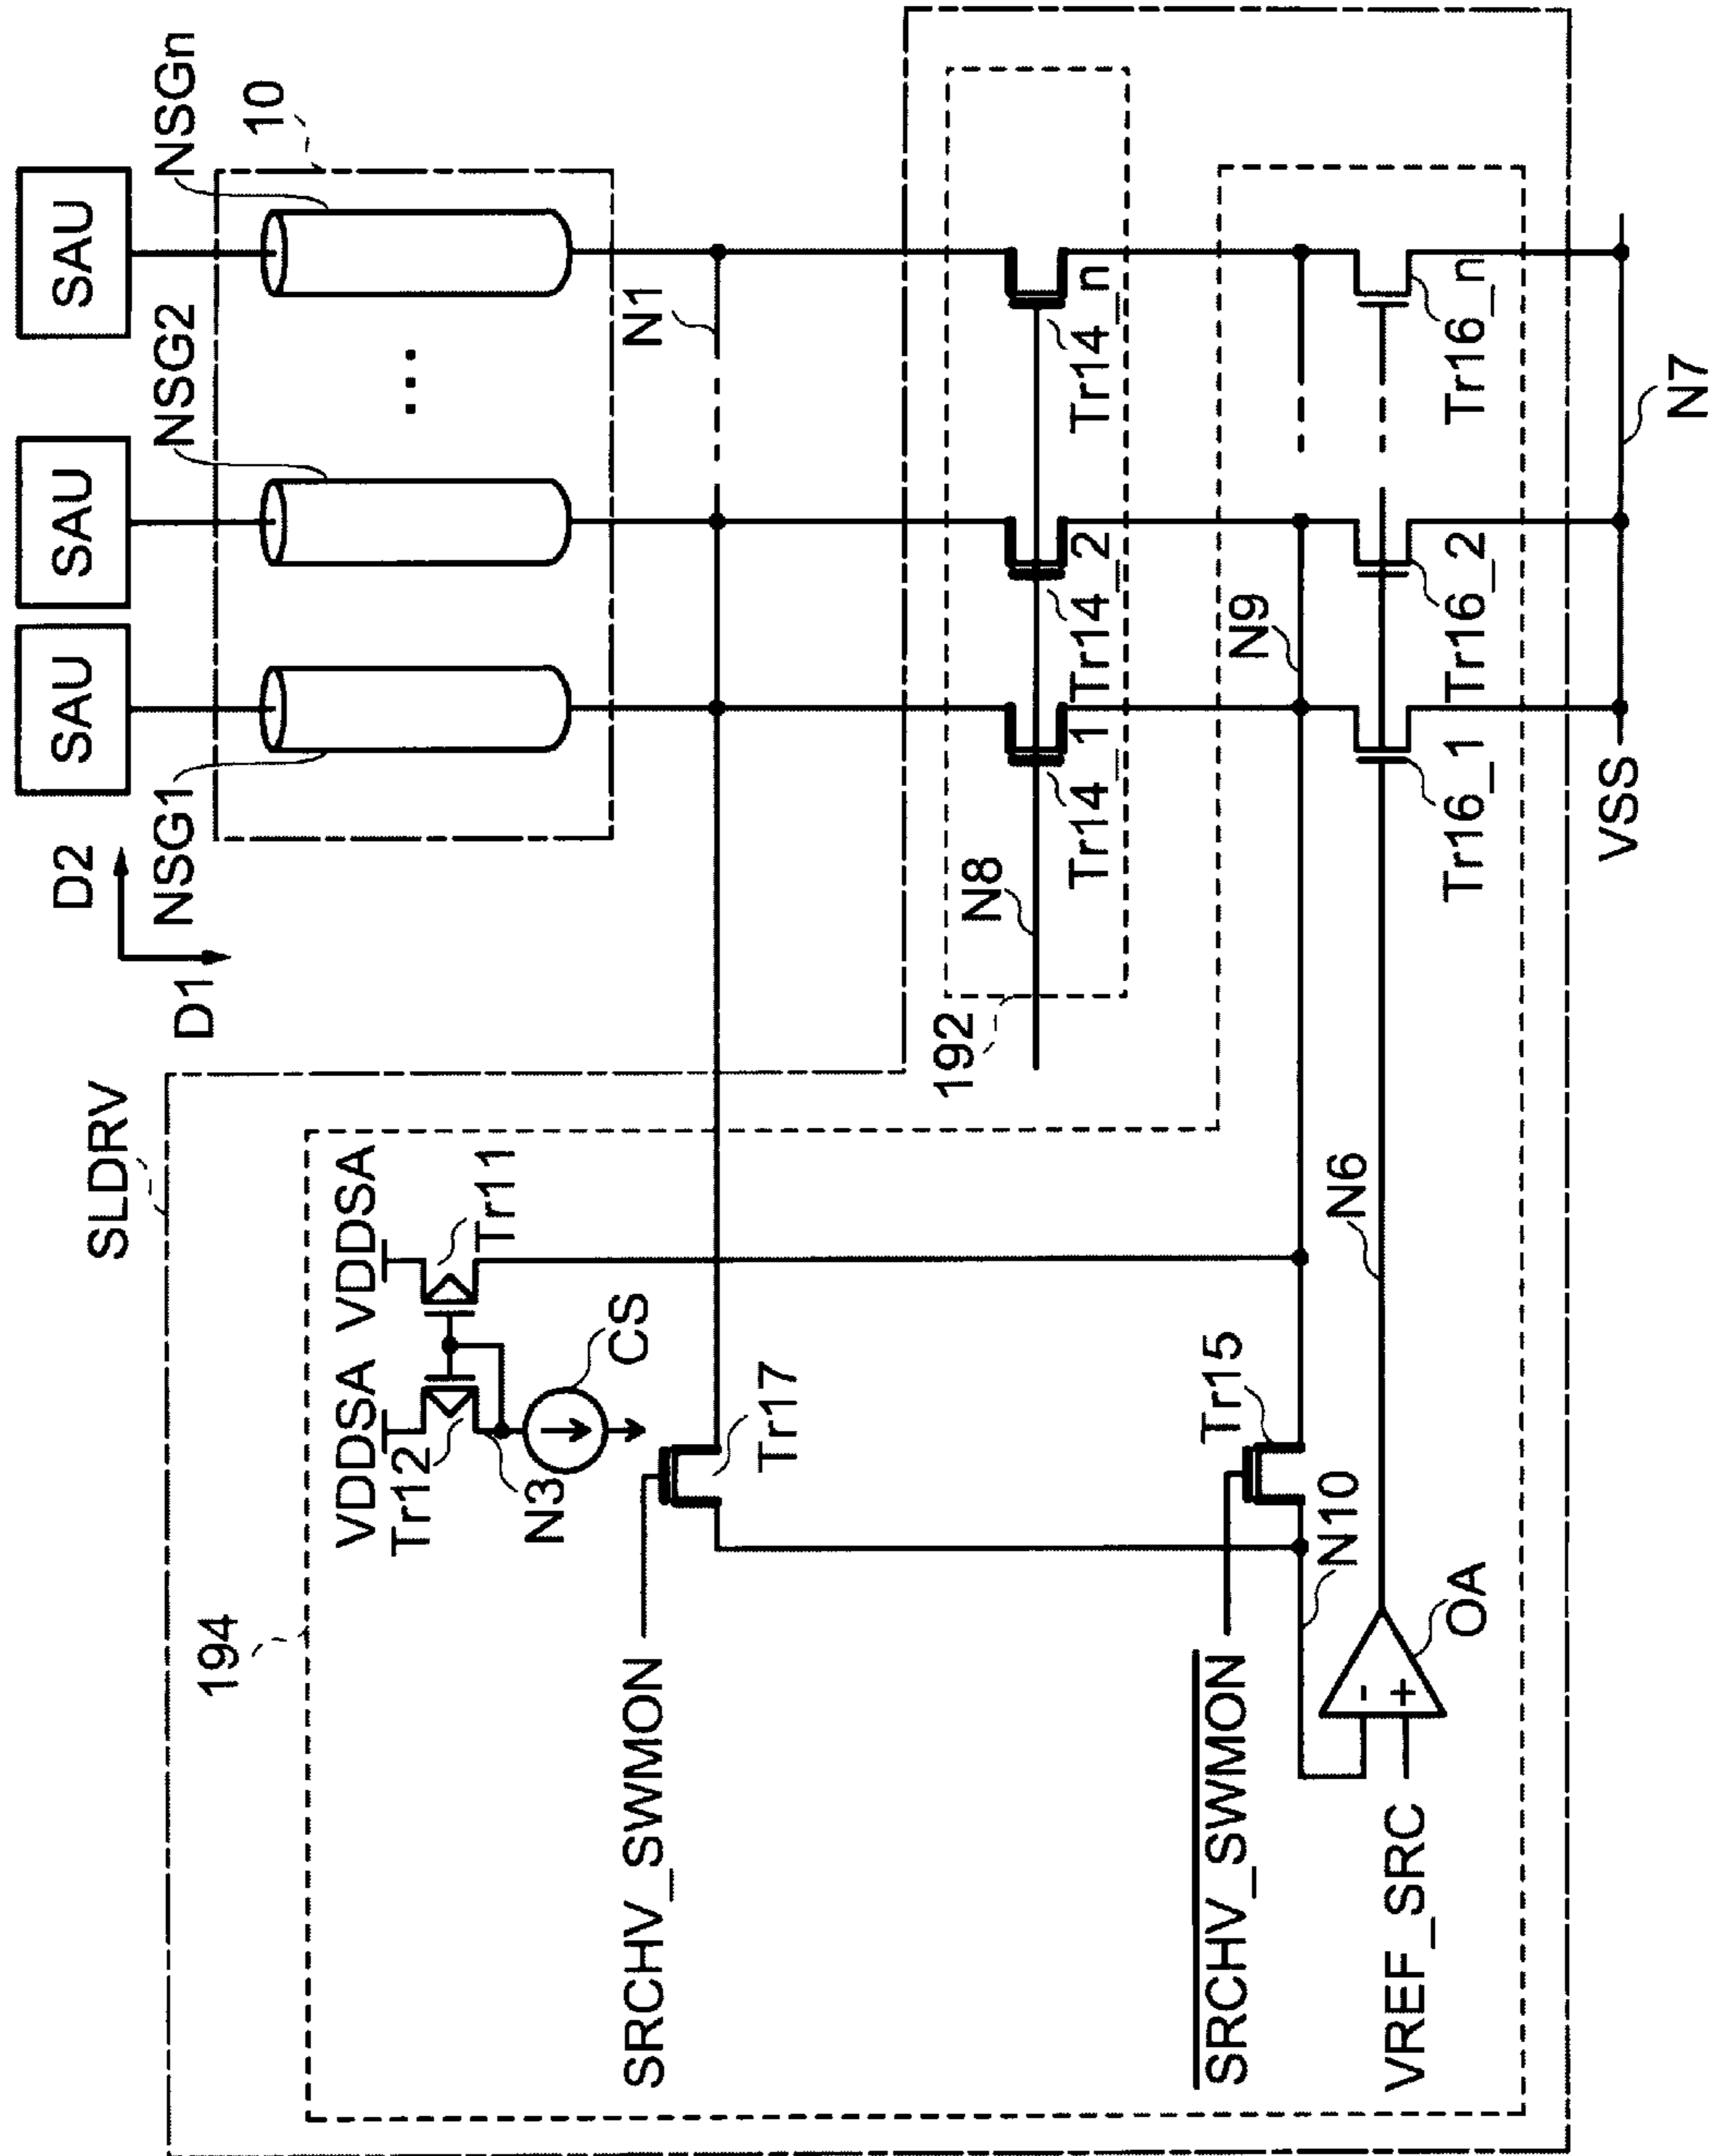 SAU
SAU
SAU
NSG1
NSG2
NSGn
10
D2
D1
...
N1
SLDRV
194
VDDSA
VDDSA
Tr12
Tr11
N3
CS
192
N8
Tr14_1
Tr14_2
Tr14_n
SRCHV_SWMON
Tr17
N9
SRCHV_SWMON
Tr15
N10
N6
Tr16_1
Tr16_2
Tr16_n
VREF_SRC
-
+
OA
VSS
N7